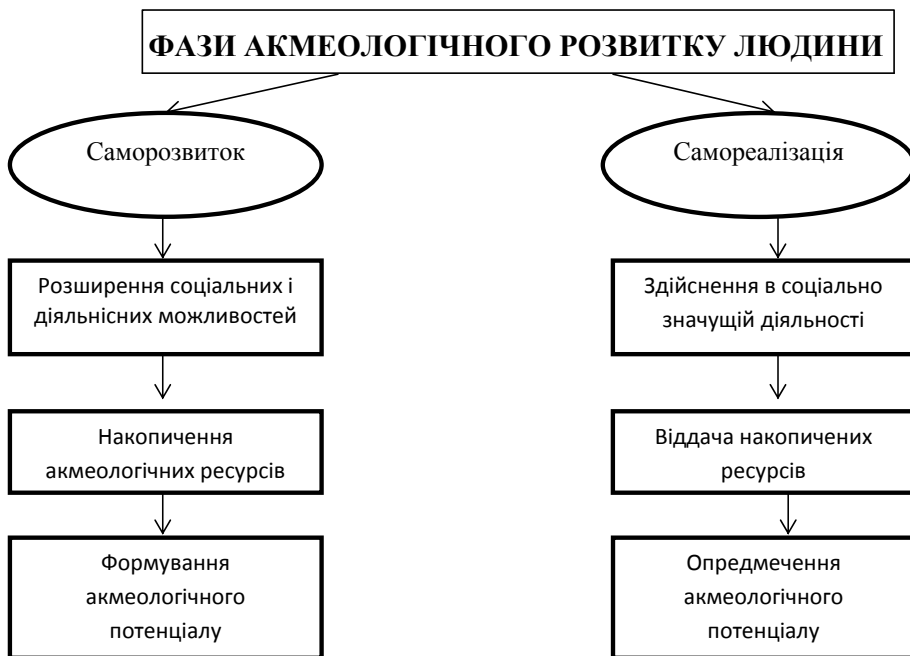 ФАЗИ АКМЕОЛОГІЧНОГО РОЗВИТКУ ЛЮДИНИ
Саморозвиток
Розширення соціальних і
діяльнісних можливостей
Накопичення
акмеологічних ресурсів
Формування
акмеологічного
потенціалу
Самореалізація
Здійснення в соціально
значущій діяльності
Віддача накопичених
ресурсів
Опредмечення
акмеологічного
потенціалу